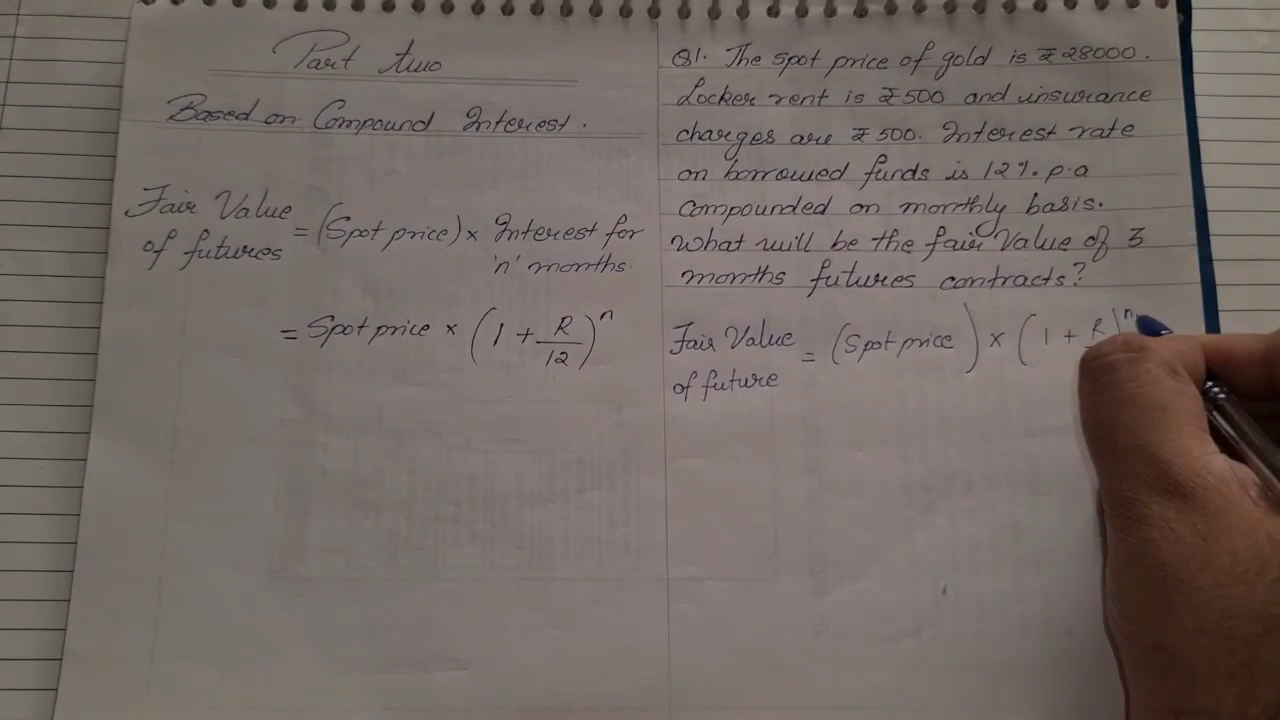 Part two
Based on Compound Interest.
Fair Value of futures = (Spot price) × Interest for 'n' months.
= Spot price × (1 + R/12)^n
Q1. The spot price of gold is ₹28000.
Locker rent is ₹500 and insurance
charges are ₹500. Interest rate
on borrowed funds is 12%. p.a
compounded on monthly basis.
What will be the fair Value of 3
months futures contracts?
Fair Value of future = (Spot price) × (1 + R)^n